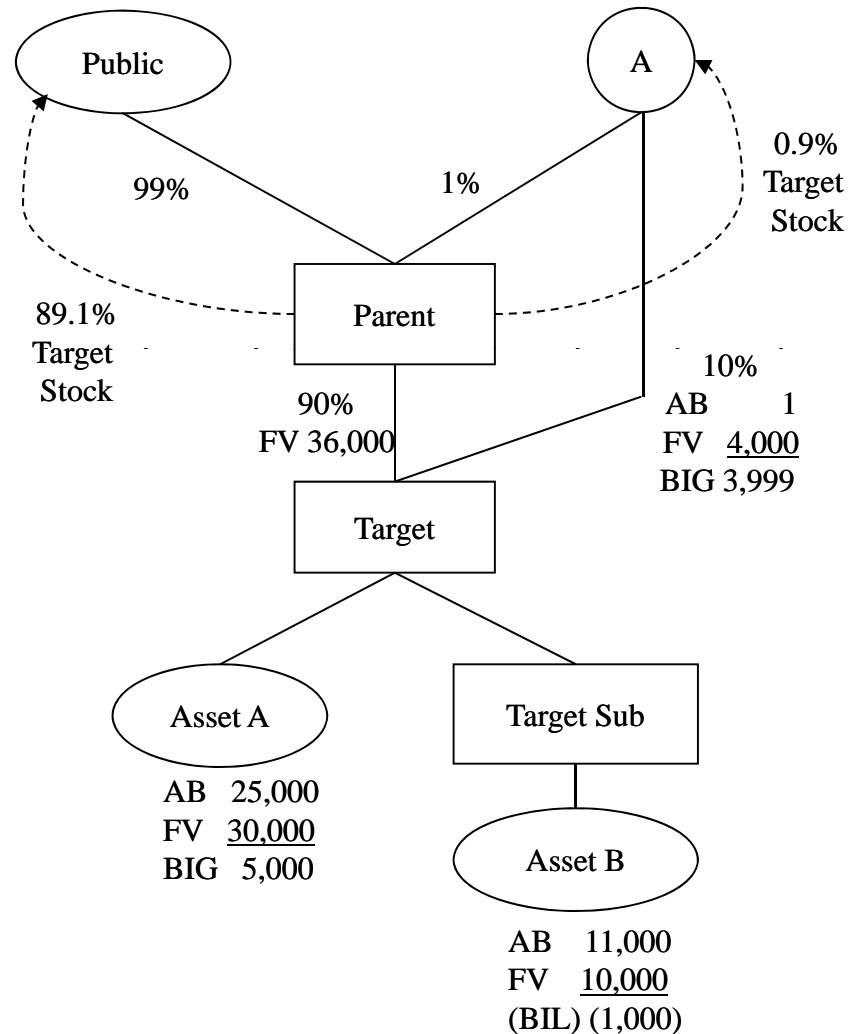 Public
A
0.9%
Target
Stock
99%
1%
89.1%
Target
Stock
Parent
90%
FV 36,000
10%
AB 1
FV 4,000
BIG 3,999
Target
Asset A
Target Sub
AB 25,000
FV 30,000
BIG 5,000
Asset B
AB 11,000
FV 10,000
(BIL) (1,000)